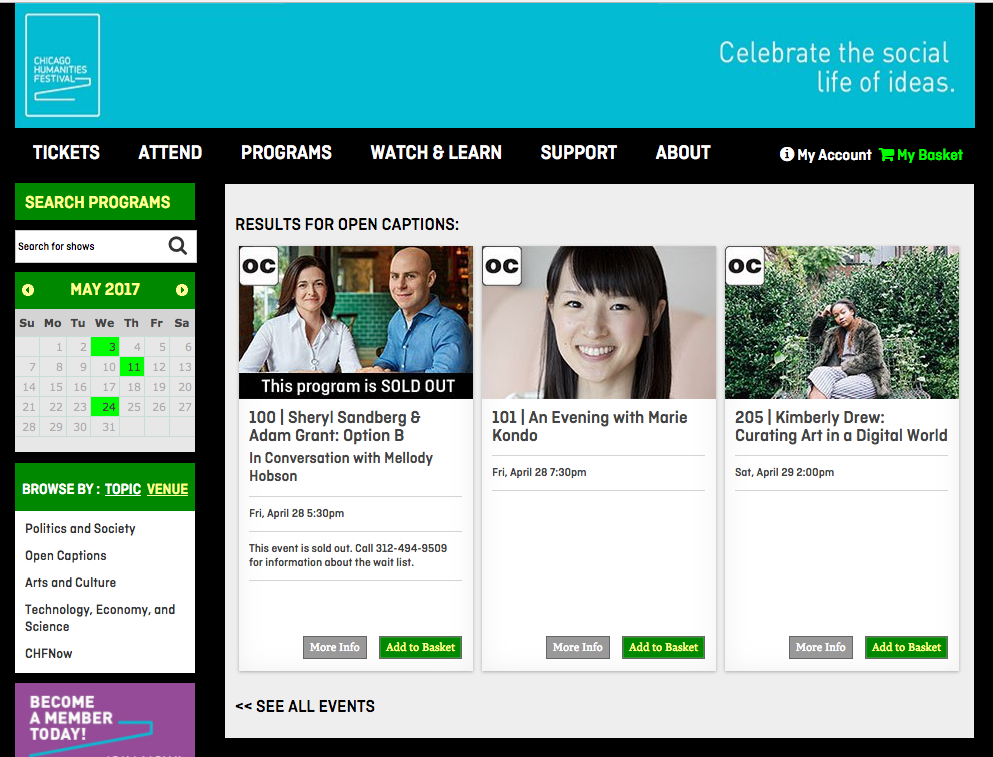 CHICAGO
HUMANITIES
FESTIVAL
Celebrate the social
life of ideas.
TICKETS ATTEND PROGRAMS WATCH & LEARN SUPPORT ABOUT My Account My Basket
SEARCH PROGRAMS
Search for shows
MAY 2017
Su Mo Tu We Th Fr Sa
1 2 3 4 5 6
7 8 9 10 11 12 13
14 15 16 17 18 19 20
21 22 23 24 25 26 27
28 29 30 31
BROWSE BY : TOPIC VENUE
Politics and Society
Open Captions
Arts and Culture
Technology, Economy, and
Science
CHFNow
BECOME
A MEMBER
TODAY!
RESULTS FOR OPEN CAPTIONS:
OC
This program is SOLD OUT
100 | Sheryl Sandberg &
Adam Grant: Option B
In Conversation with Mellody
Hobson
Fri, April 28 5:30pm
This event is sold out. Call 312-494-9509
for information about the wait list.
More Info Add to Basket
OC
101 | An Evening with Marie
Kondo
Fri, April 28 7:30pm
More Info Add to Basket
OC
205 | Kimberly Drew:
Curating Art in a Digital World
Sat, April 29 2:00pm
More Info Add to Basket
<< SEE ALL EVENTS